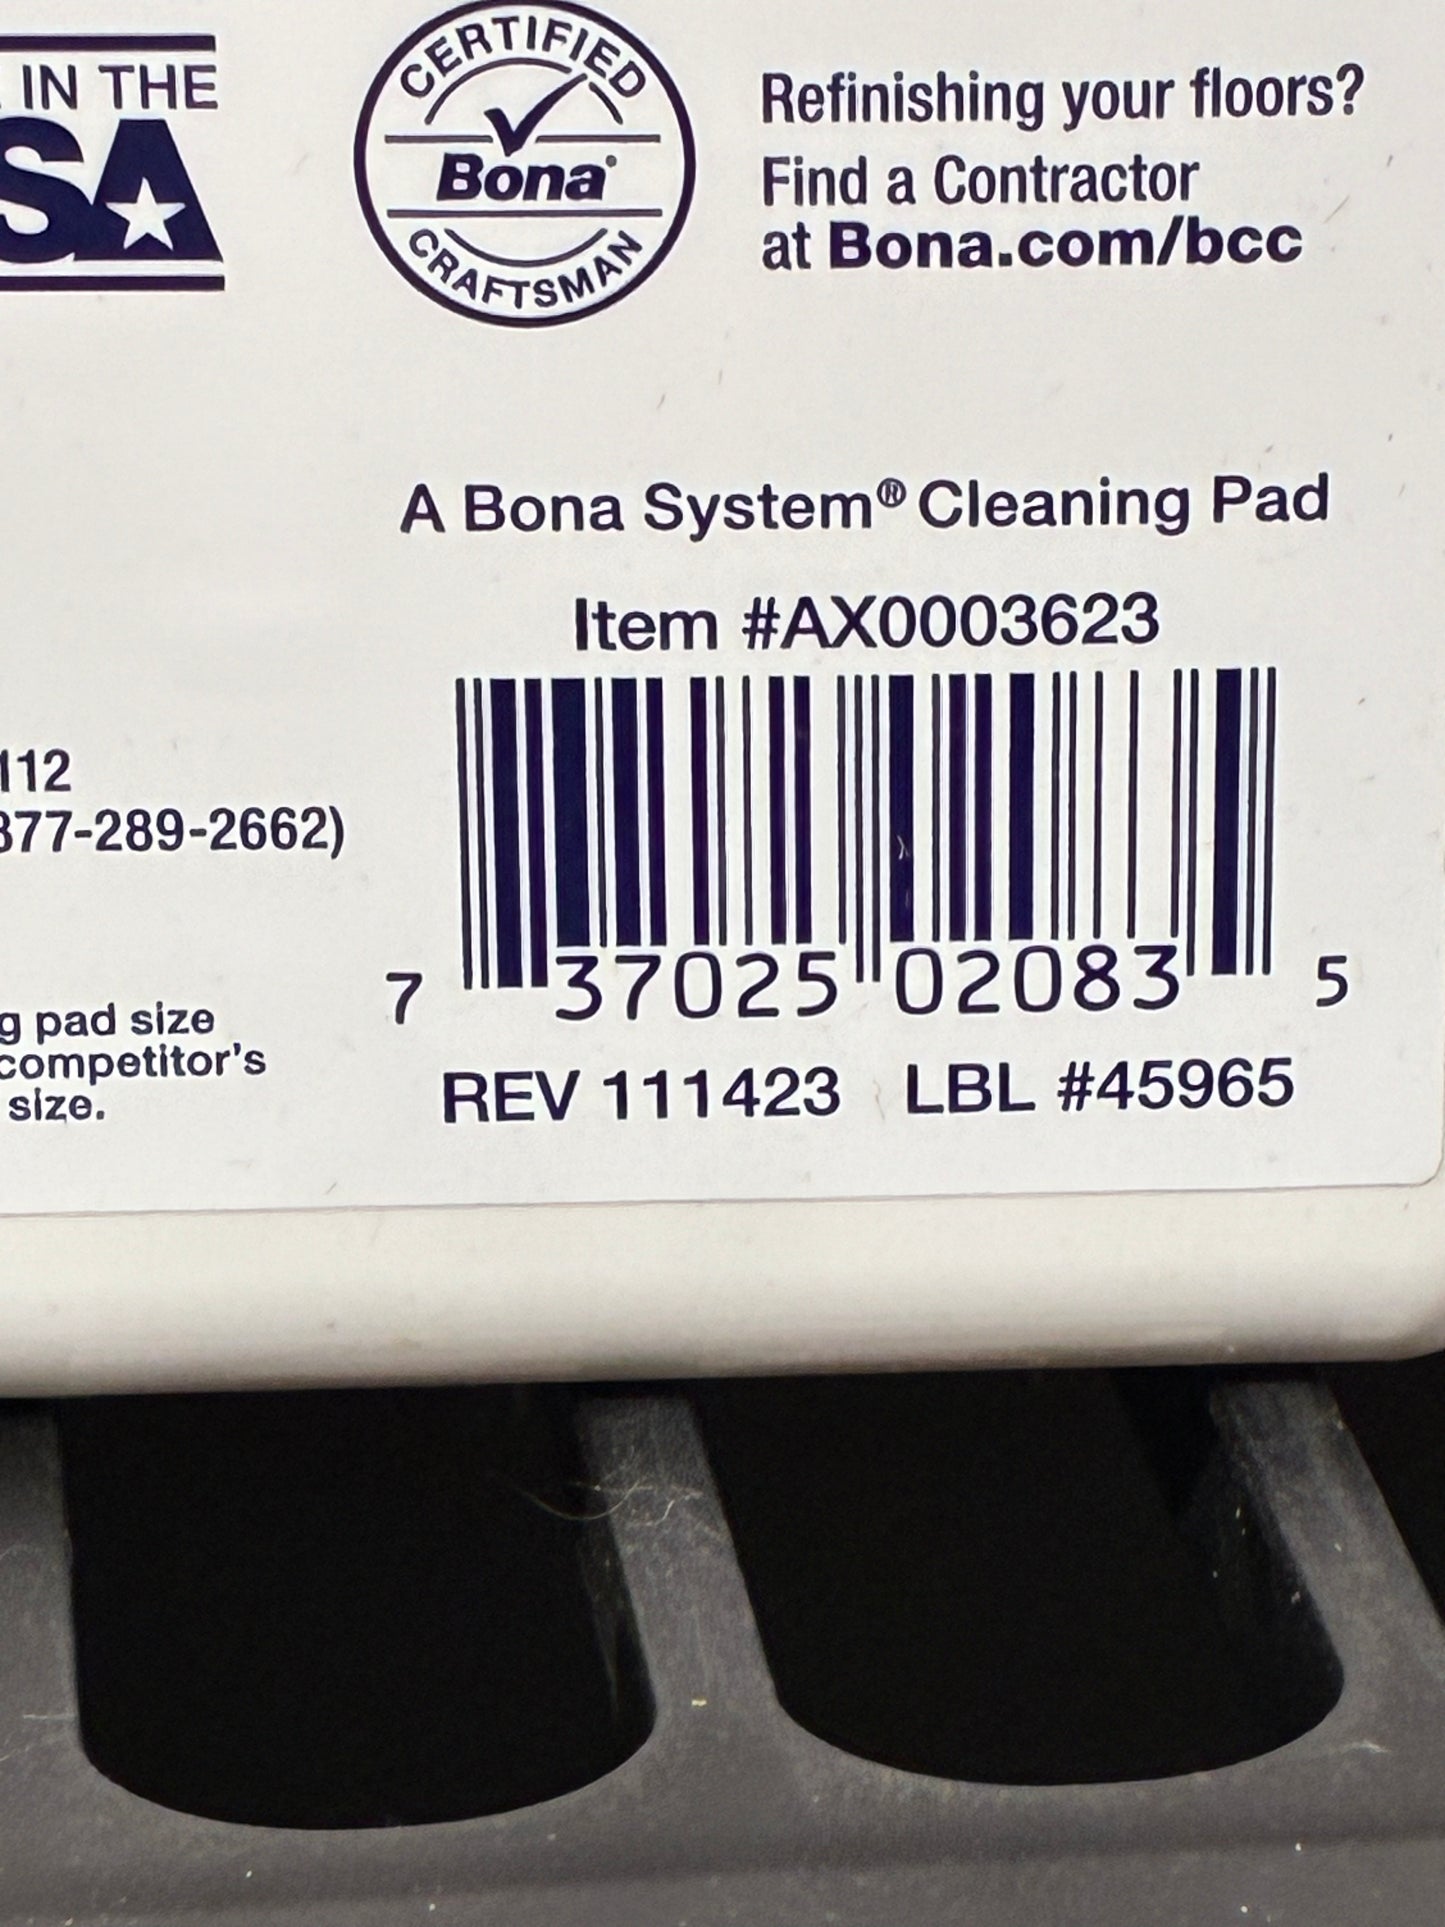 IN THE
SA
CERTIFIED
Bona®
CRAFTSMAN
Refinishing your floors?
Find a Contractor
at Bona.com/bcc
A Bona System® Cleaning Pad
Item #AX0003623
112
877-289-2662)
7 37025 02083 5
g pad size
competitor's
size.
REV 111423 LBL #45965